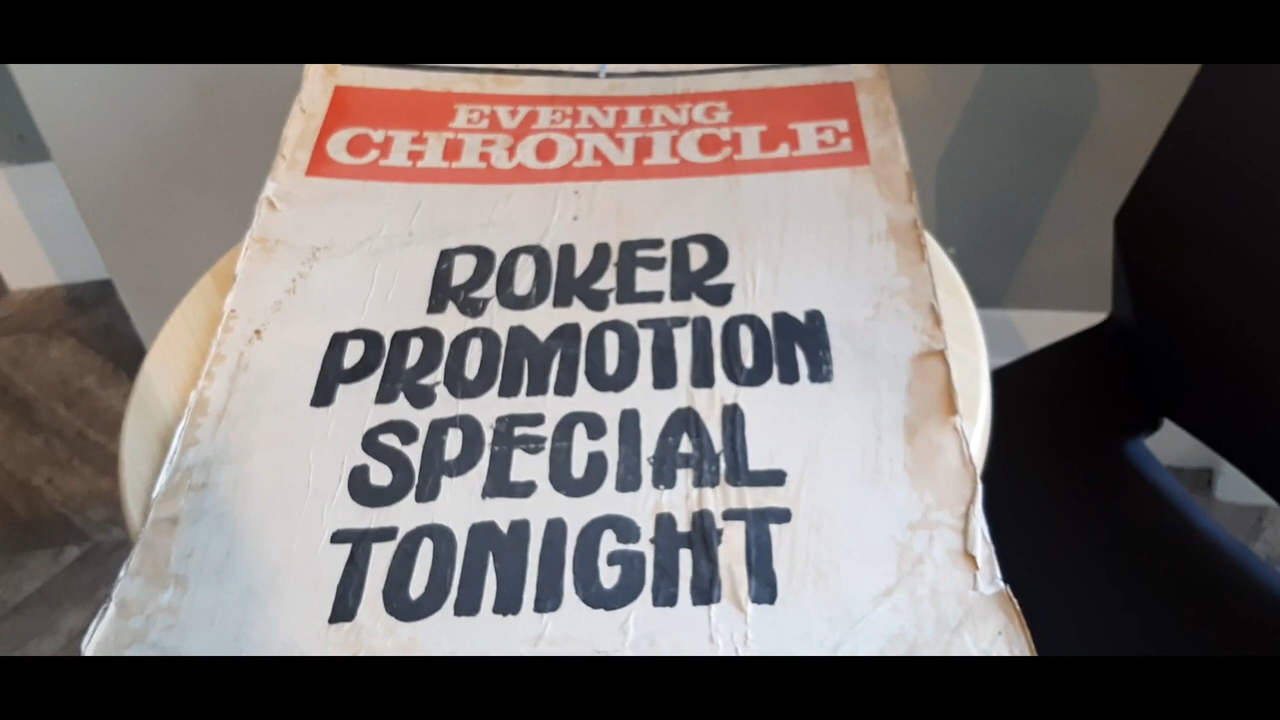 EVENING
CHRONICLE
ROKER
PROMOTION
SPECIAL
TONIGHT